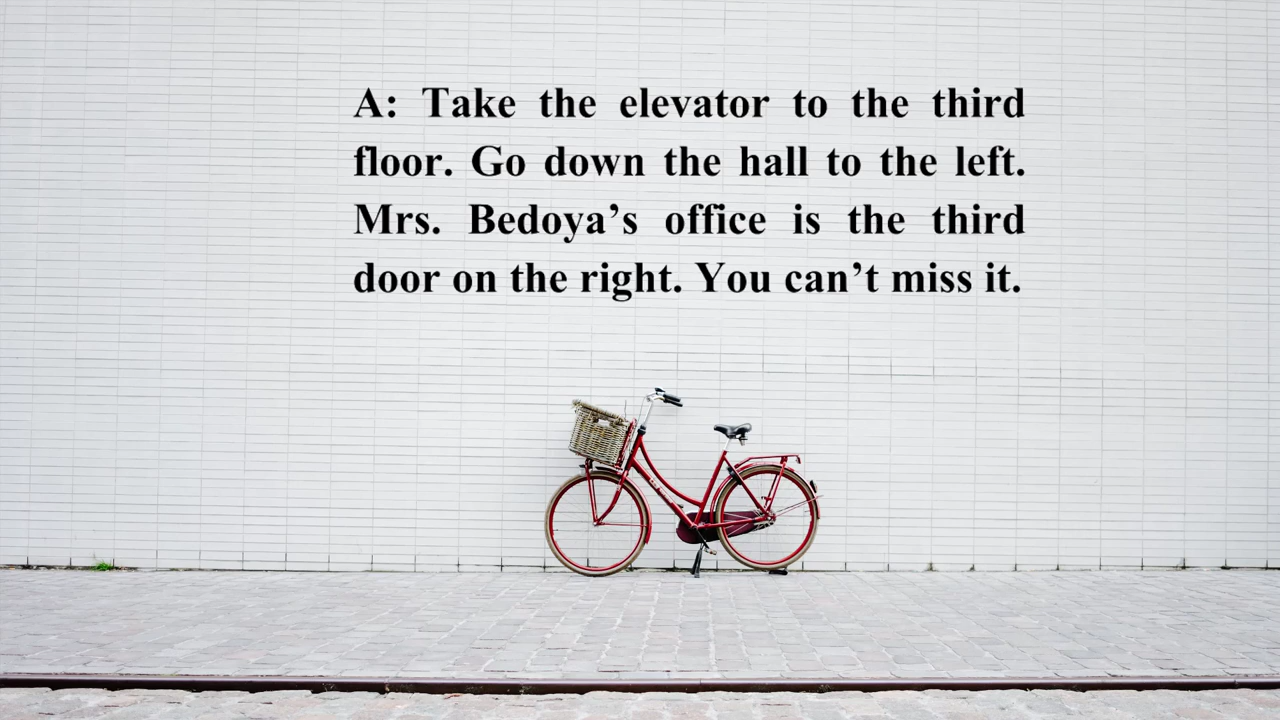 A: Take the elevator to the third
floor. Go down the hall to the left.
Mrs. Bedoya’s office is the third
door on the right. You can’t miss it.